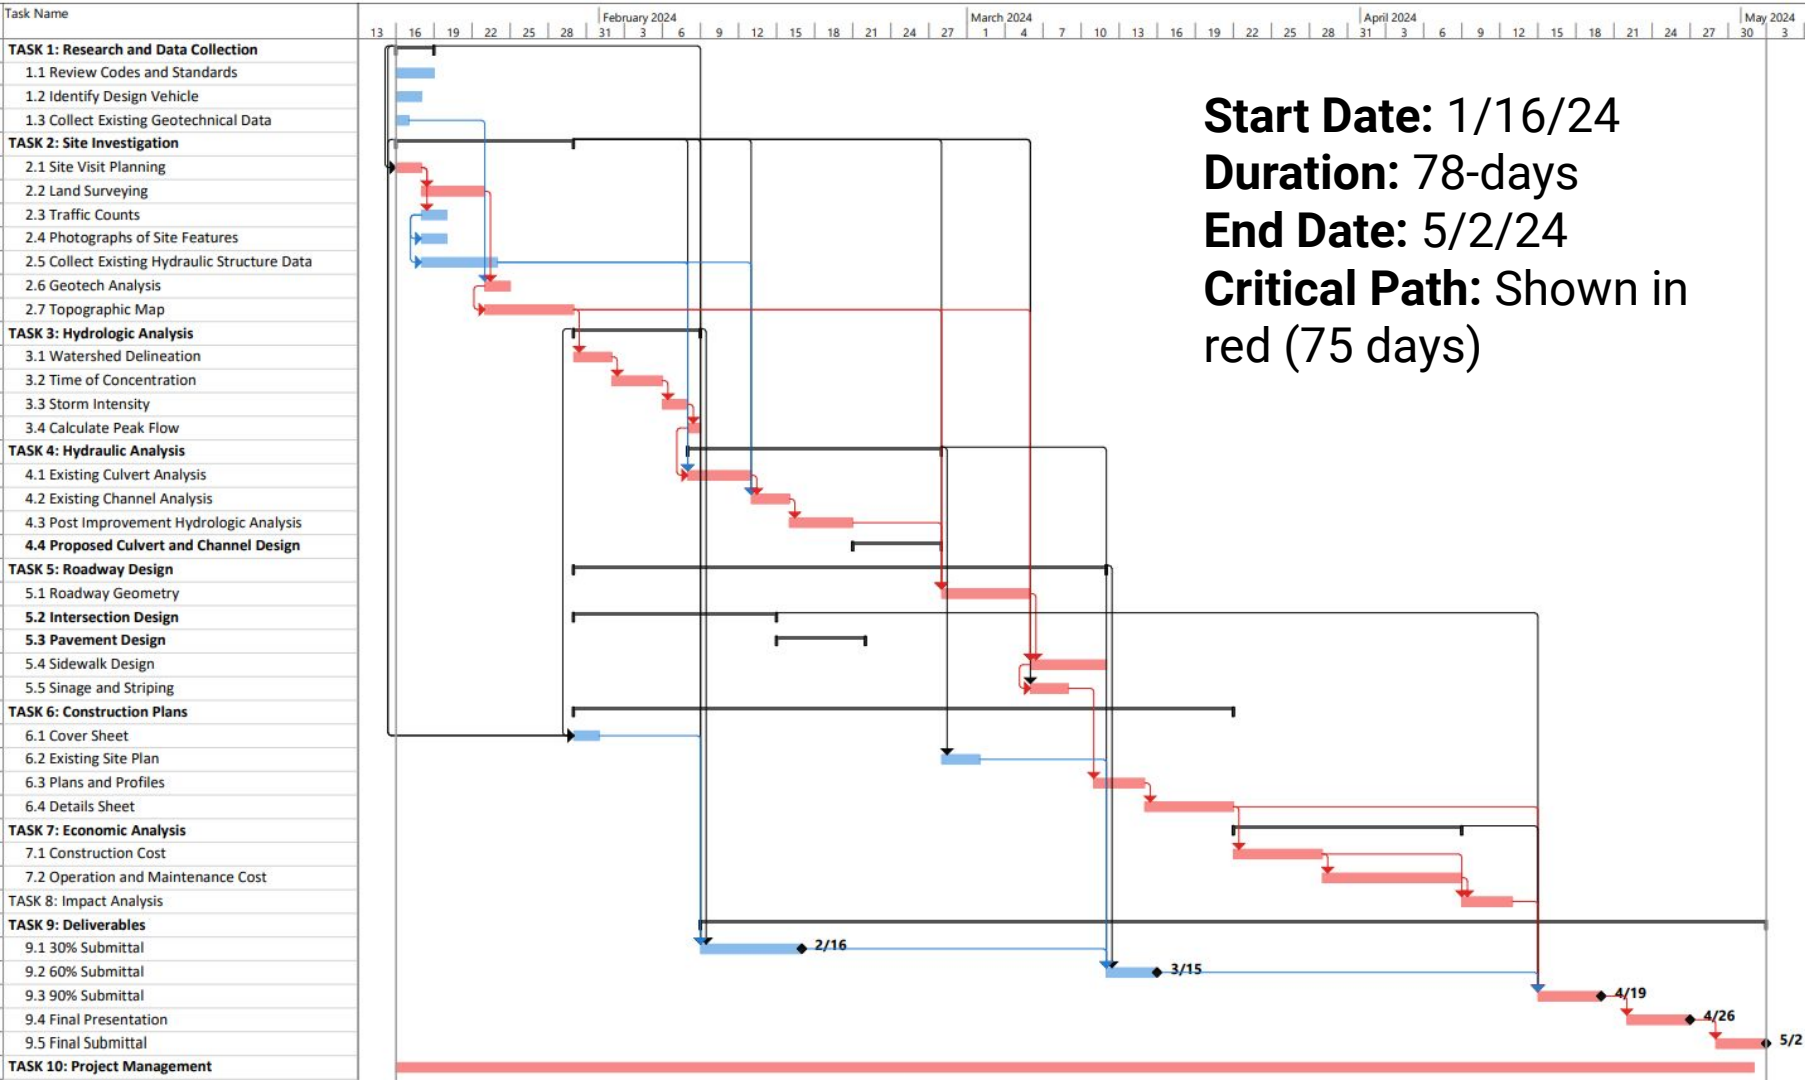 Task Name
February 2024 March 2024 April 2024 May 2024
13 16 19 22 25 28 31 3 6 9 12 15 18 21 24 27 1 4 7 10 13 16 19 22 25 28 31 3 6 9 12 15 18 21 24 27 30 3
TASK 1: Research and Data Collection
1.1 Review Codes and Standards
1.2 Identify Design Vehicle
1.3 Collect Existing Geotechnical Data
TASK 2: Site Investigation
2.1 Site Visit Planning
2.2 Land Surveying
2.3 Traffic Counts
2.4 Photographs of Site Features
2.5 Collect Existing Hydraulic Structure Data
2.6 Geotech Analysis
2.7 Topographic Map
TASK 3: Hydrologic Analysis
3.1 Watershed Delineation
3.2 Time of Concentration
3.3 Storm Intensity
3.4 Calculate Peak Flow
TASK 4: Hydraulic Analysis
4.1 Existing Culvert Analysis
4.2 Existing Channel Analysis
4.3 Post Improvement Hydrologic Analysis
4.4 Proposed Culvert and Channel Design
TASK 5: Roadway Design
5.1 Roadway Geometry
5.2 Intersection Design
5.3 Pavement Design
5.4 Sidewalk Design
5.5 Sinage and Striping
TASK 6: Construction Plans
6.1 Cover Sheet
6.2 Existing Site Plan
6.3 Plans and Profiles
6.4 Details Sheet
TASK 7: Economic Analysis
7.1 Construction Cost
7.2 Operation and Maintenance Cost
TASK 8: Impact Analysis
TASK 9: Deliverables
9.1 30% Submittal
9.2 60% Submittal
9.3 90% Submittal
9.4 Final Presentation
9.5 Final Submittal
TASK 10: Project Management
Start Date: 1/16/24
Duration: 78-days
End Date: 5/2/24
Critical Path: Shown in
red (75 days)
2/16
3/15
4/19
4/26
5/2